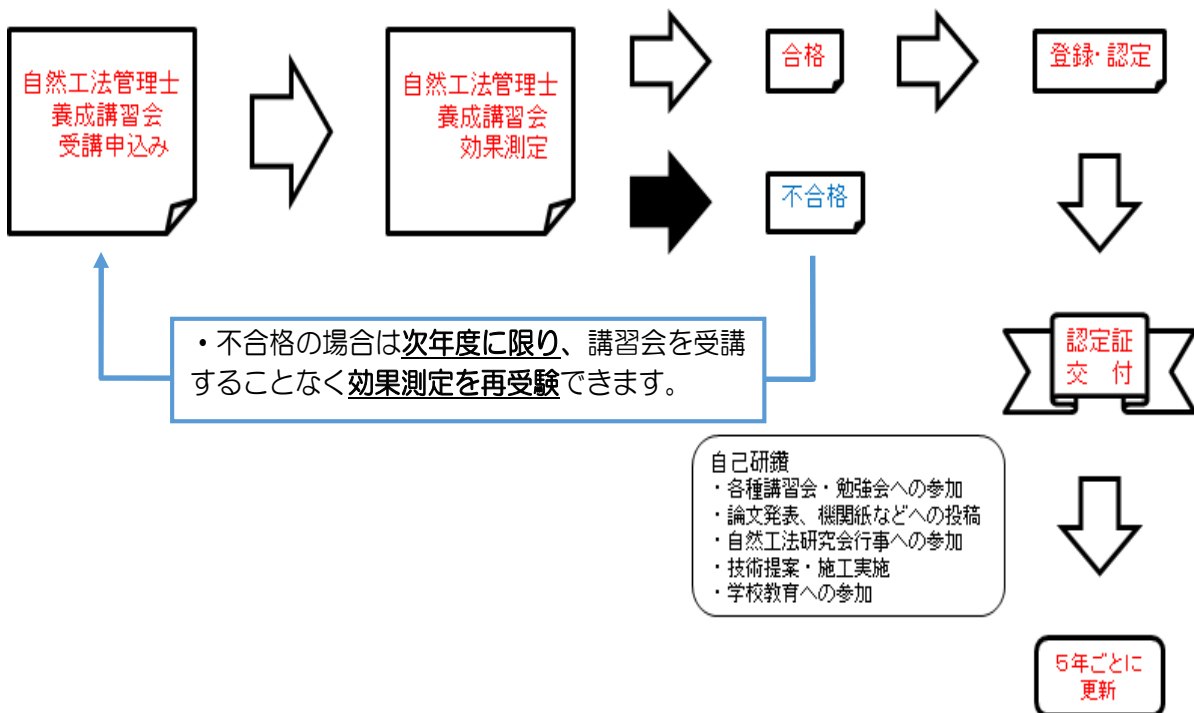 自然工法管理士
養成講習会
受講申込み
自然工法管理士
養成講習会
効果測定
合格
登録・認定
不合格
・不合格の場合は次年度に限り、講習会を受講
することなく効果測定を再受験できます。
認定証
交　付
自己研鑽
・各種講習会・勉強会への参加
・論文発表、機関紙などへの投稿
・自然工法研究会行事への参加
・技術提案・施工実施
・学校教育への参加
５年ごとに
更新